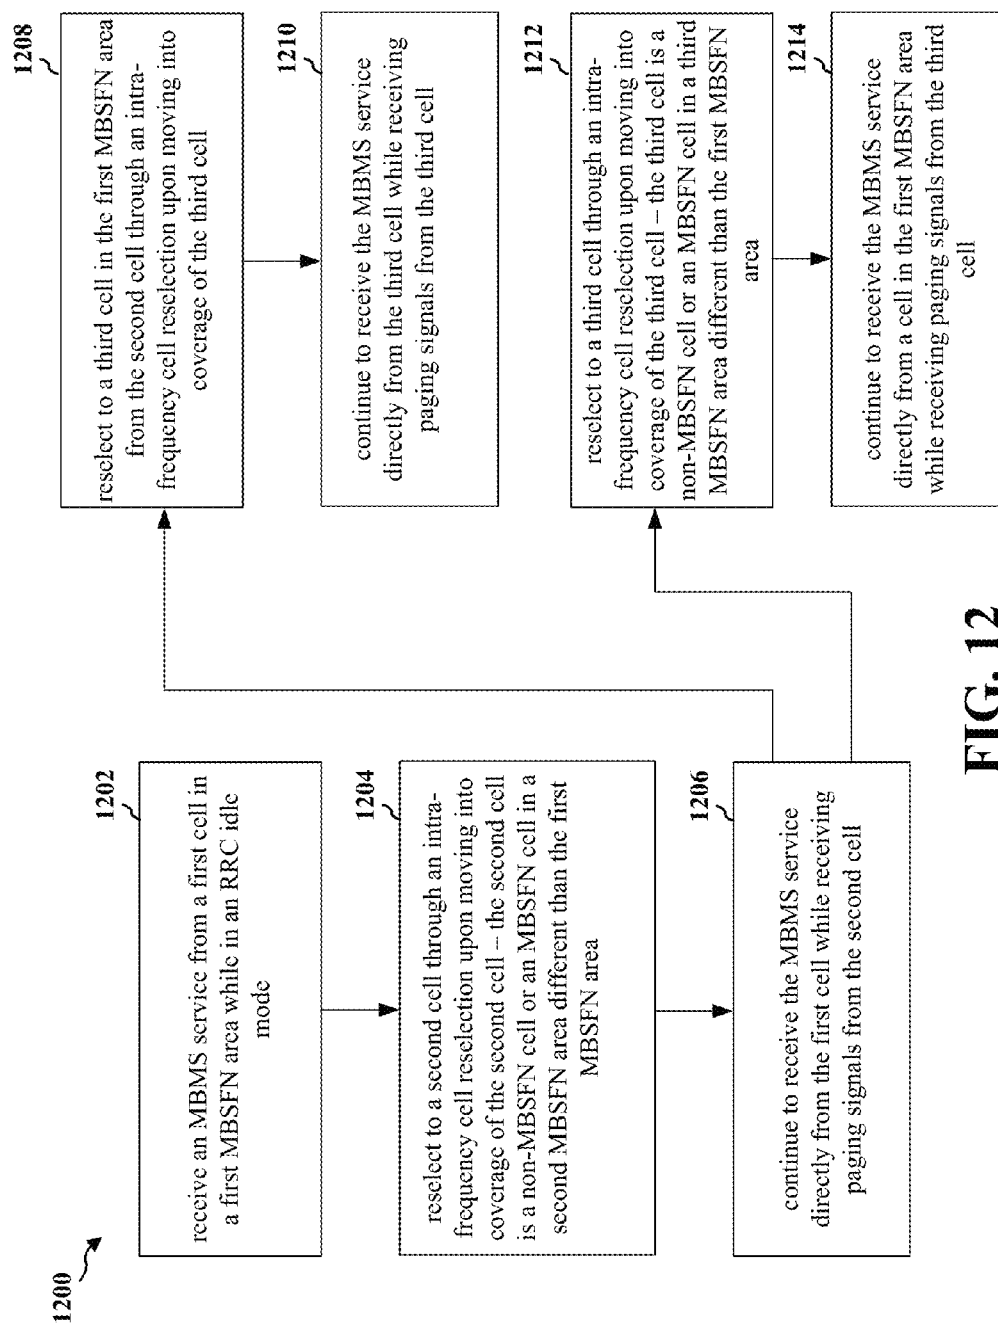 1200
1202
receive an MBMS service from a first cell in
a first MBSFN area while in an RRC idle
mode
1204
reselect to a second cell through an intra-
frequency cell reselection upon moving into
coverage of the second cell – the second cell
is a non-MBSFN cell or an MBSFN cell in a
second MBSFN area different than the first
MBSFN area
1206
continue to receive the MBMS service
directly from the first cell while receiving
paging signals from the second cell
1208
reselect to a third cell in the first MBSFN area
from the second cell through an intra-
frequency cell reselection upon moving into
coverage of the third cell
1210
continue to receive the MBMS service
directly from the third cell while receiving
paging signals from the third cell
1212
reselect to a third cell through an intra-
frequency cell reselection upon moving into
coverage of the third cell – the third cell is a
non-MBSFN cell or an MBSFN cell in a third
MBSFN area different than the first MBSFN
area
1214
continue to receive the MBMS service
directly from a cell in the first MBSFN area
while receiving paging signals from the third
cell
FIG. 12